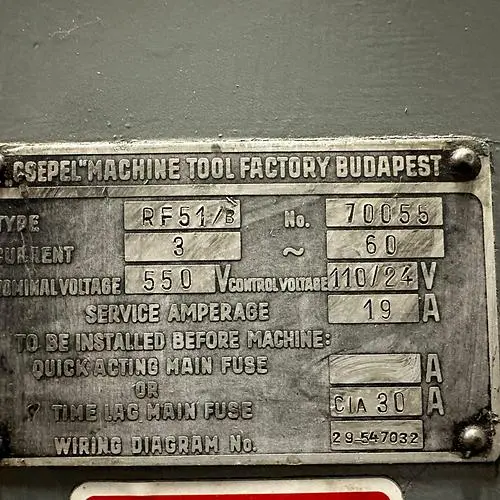 "CSEPEL" MACHINE TOOL FACTORY BUDAPEST
TYPE RF51/B No. 70055
CURRENT 3 ~ 60
NOMINAL VOLTAGE 550 V CONTROL VOLTAGE 110/24 V
SERVICE AMPERAGE 19 A
TO BE INSTALLED BEFORE MACHINE:
QUICK ACTING MAIN FUSE A
OR
TIME LAG MAIN FUSE CIA 30 A
WIRING DIAGRAM No. 29-547032